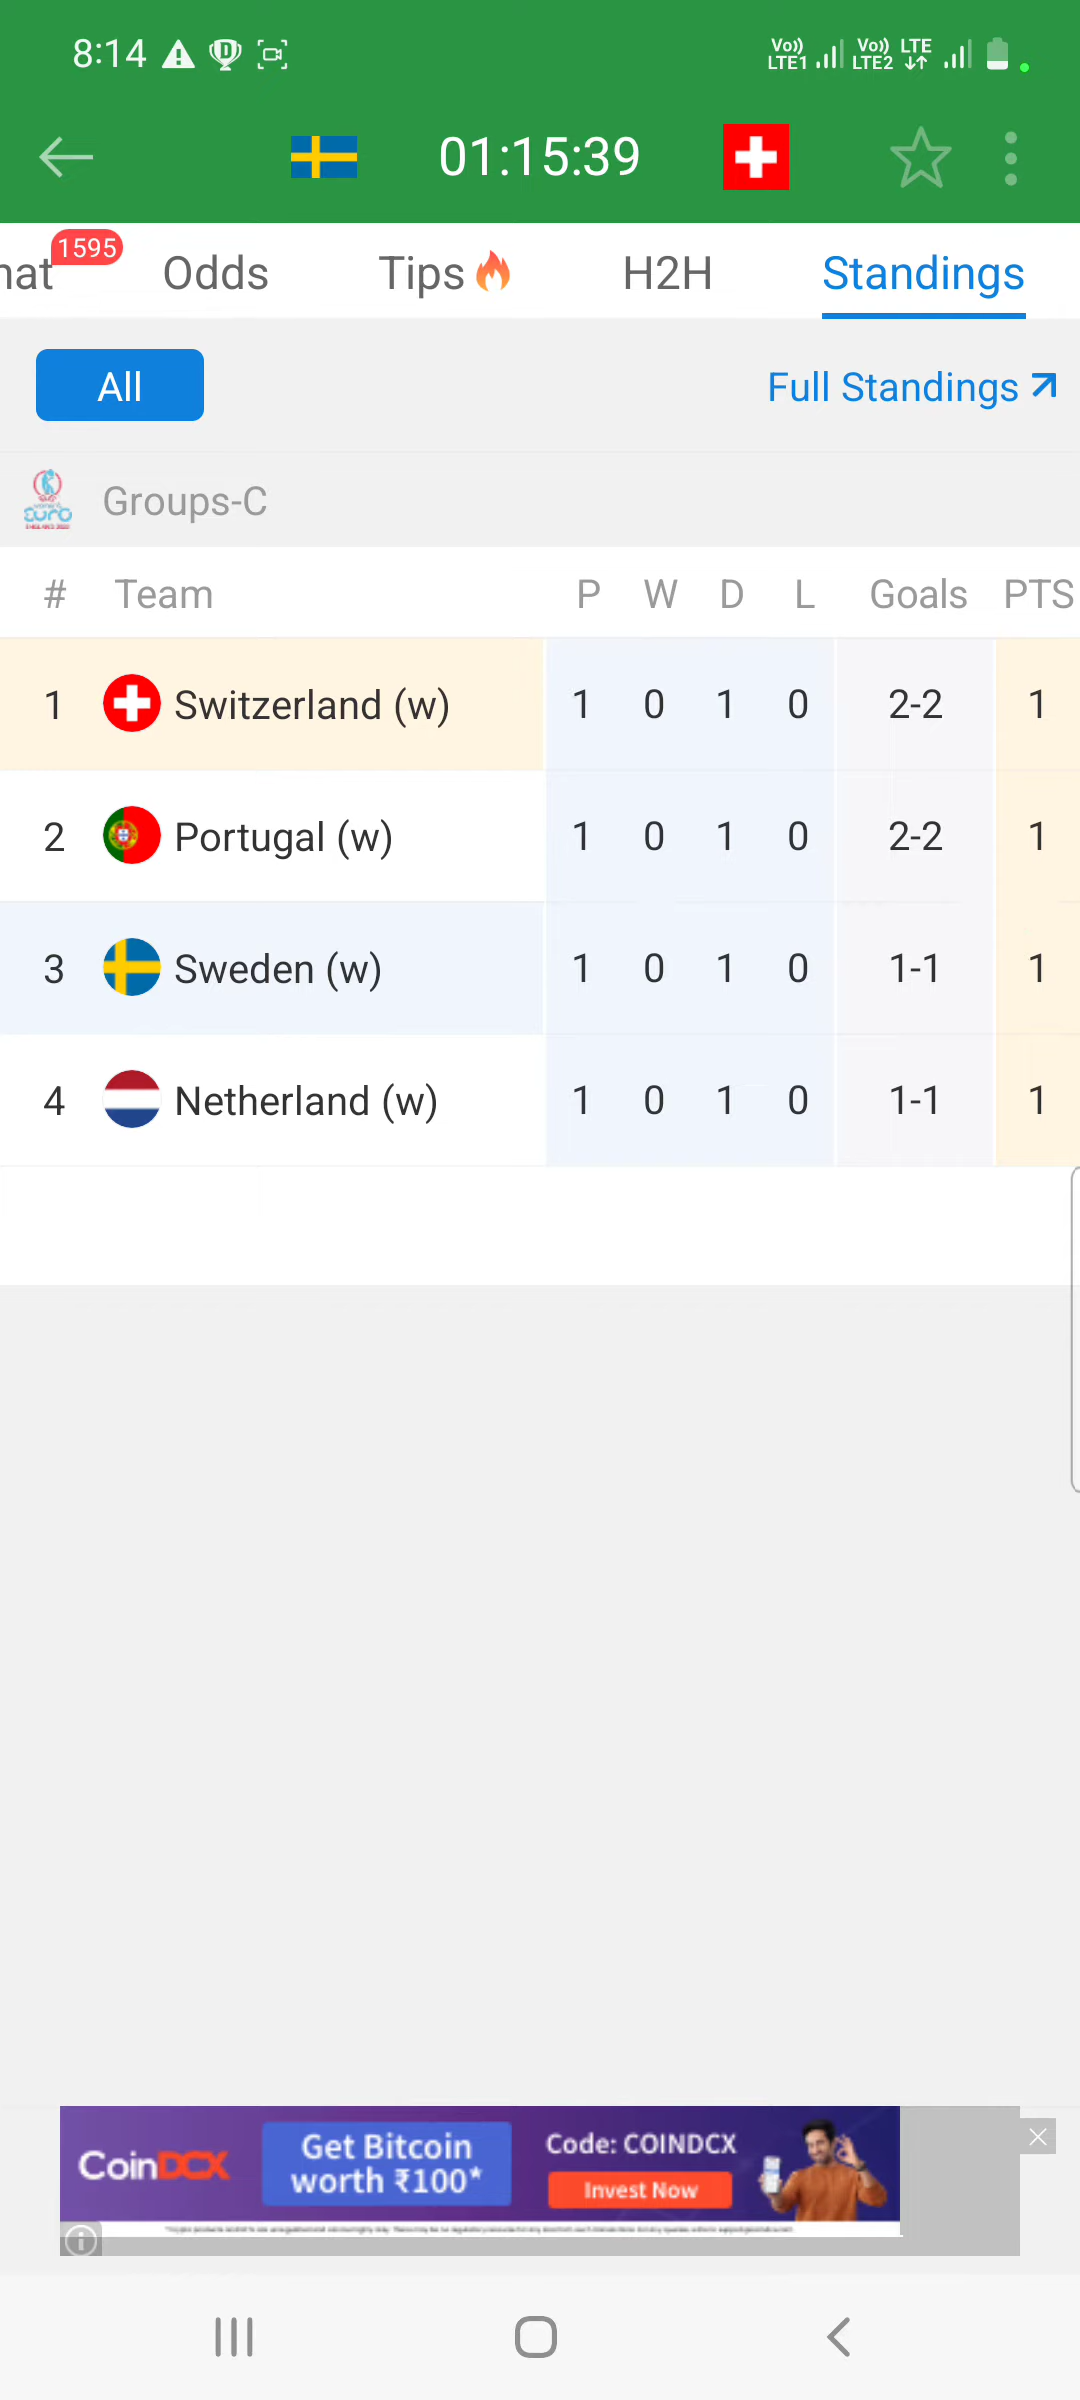 8:14 Vo)) LTE1 Vo)) LTE2 LTE
01:15:39
hat 1595 Odds Tips H2H Standings
All Full Standings
EURO Groups-C
# Team P W D L Goals PTS
1 Switzerland (w) 1 0 1 0 2-2 1
2 Portugal (w) 1 0 1 0 2-2 1
3 Sweden (w) 1 0 1 0 1-1 1
4 Netherland (w) 1 0 1 0 1-1 1
CoinDCX
Get Bitcoin
worth ₹100*
Code: COINDCX
Invest Now